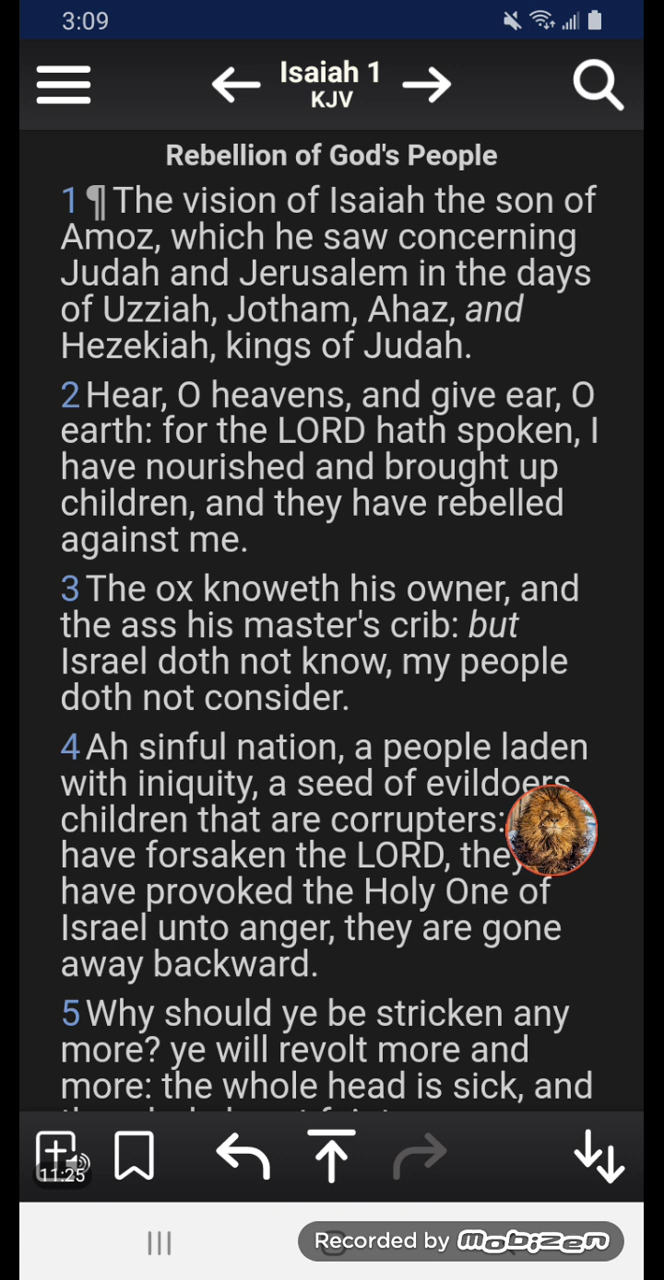 3:09
Isaiah 1
KJV
Rebellion of God's People
1 ¶ The vision of Isaiah the son of
Amoz, which he saw concerning
Judah and Jerusalem in the days
of Uzziah, Jotham, Ahaz, and
Hezekiah, kings of Judah.
2 Hear, O heavens, and give ear, O
earth: for the LORD hath spoken, I
have nourished and brought up
children, and they have rebelled
against me.
3 The ox knoweth his owner, and
the ass his master's crib: but
Israel doth not know, my people
doth not consider.
4 Ah sinful nation, a people laden
with iniquity, a seed of evildoers
children that are corrupters:
have forsaken the LORD, they
have provoked the Holy One of
Israel unto anger, they are gone
away backward.
5 Why should ye be stricken any
more? ye will revolt more and
more: the whole head is sick, and
11:25
Recorded by mobizen